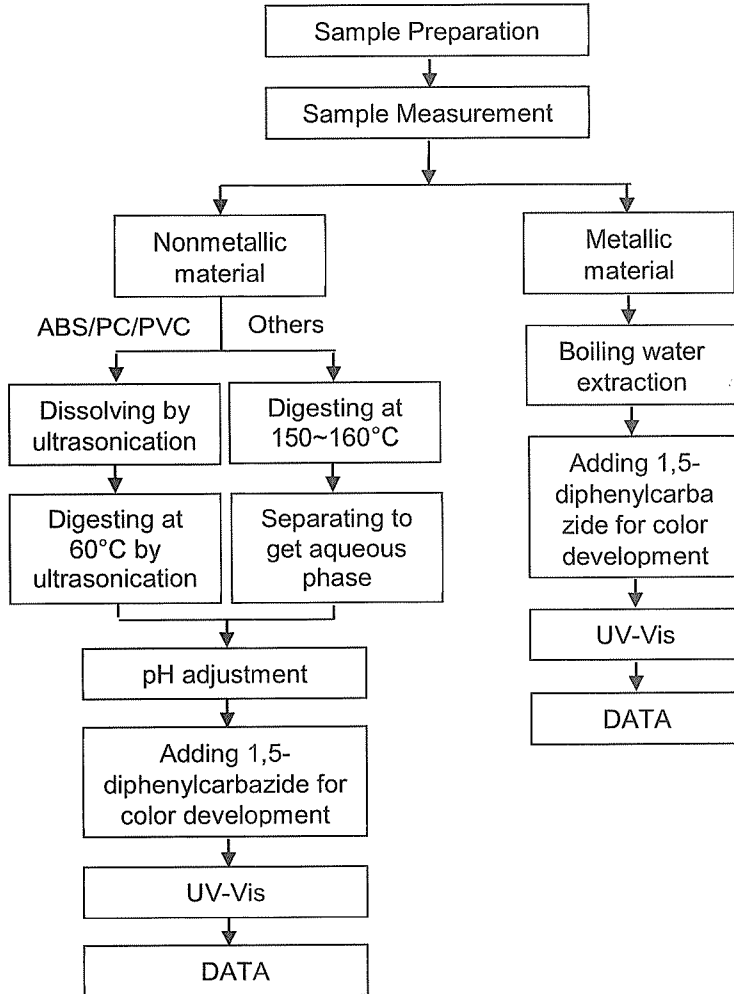 Sample Preparation
Sample Measurement
Nonmetallic
material
ABS/PC/PVC
Others
Dissolving by
ultrasonication
Digesting at
150~160°C
Digesting at
60°C by
ultrasonication
Separating to
get aqueous
phase
pH adjustment
Adding 1,5-
diphenylcarbazide for
color development
UV-Vis
DATA
Metallic
material
Boiling water
extraction
Adding 1,5-
diphenylcarba
zide for color
development
UV-Vis
DATA